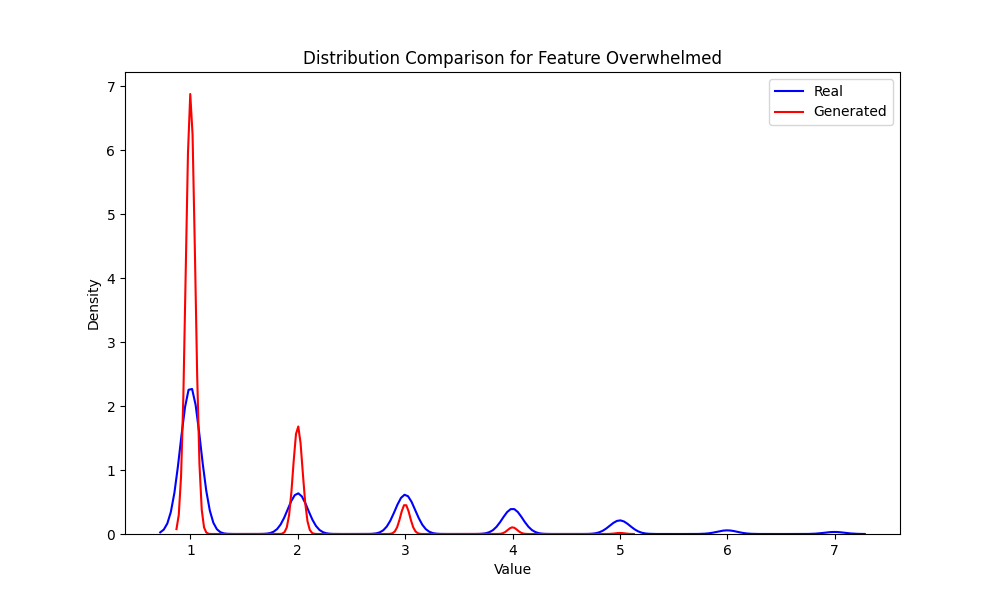 Distribution Comparison for Feature Overwhelmed
Real
Generated
7
6
5
4
3
2
1
0
Density
1 2 3 4 5 6 7
Value